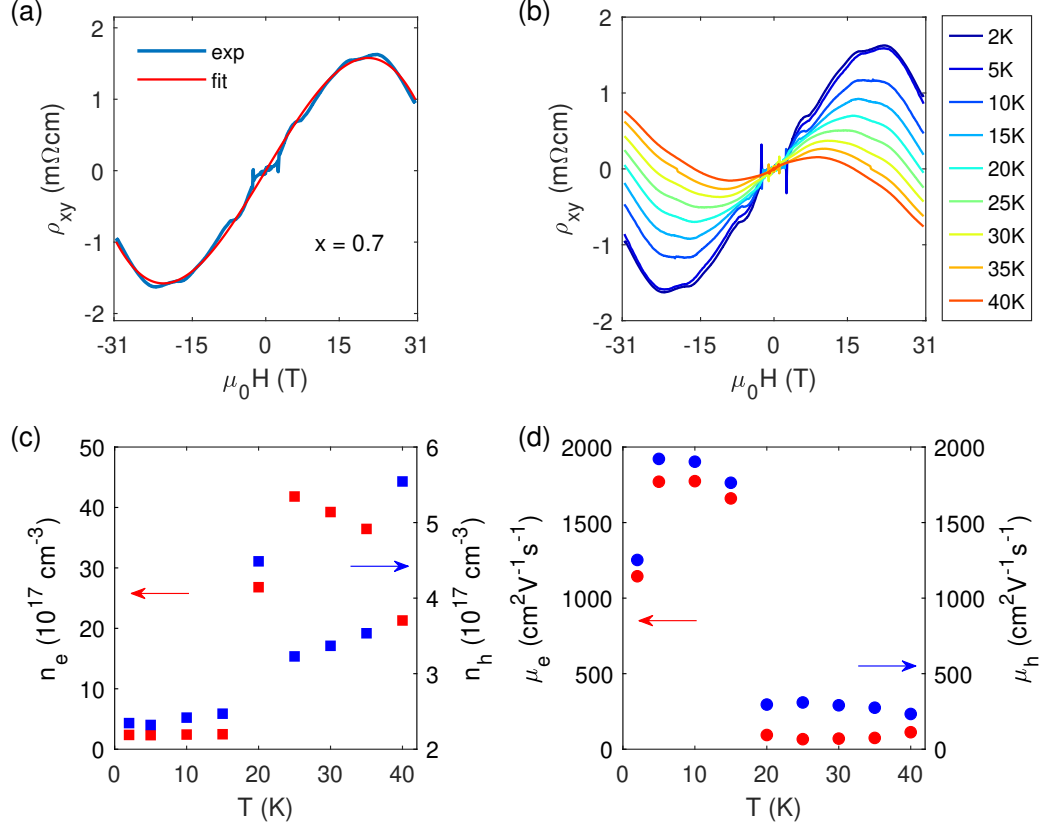 (a)
2
1
0
-1
-2
-31
-15
0
15
31
ρxy (mΩcm)
μ0H (T)
exp
fit
x = 0.7
(b)
2
1
0
-1
-2
-31
-15
0
15
31
ρxy (mΩcm)
μ0H (T)
2K
5K
10K
15K
20K
25K
30K
35K
40K
(c)
50
40
30
20
10
0
6
5
4
3
2
0
10
20
30
40
ne (10^17 cm^-3)
nh (10^17 cm^-3)
T (K)
(d)
2000
1500
1000
500
0
2000
1500
1000
500
0
0
10
20
30
40
μe (cm^2V^-1s^-1)
μh (cm^2V^-1s^-1)
T (K)